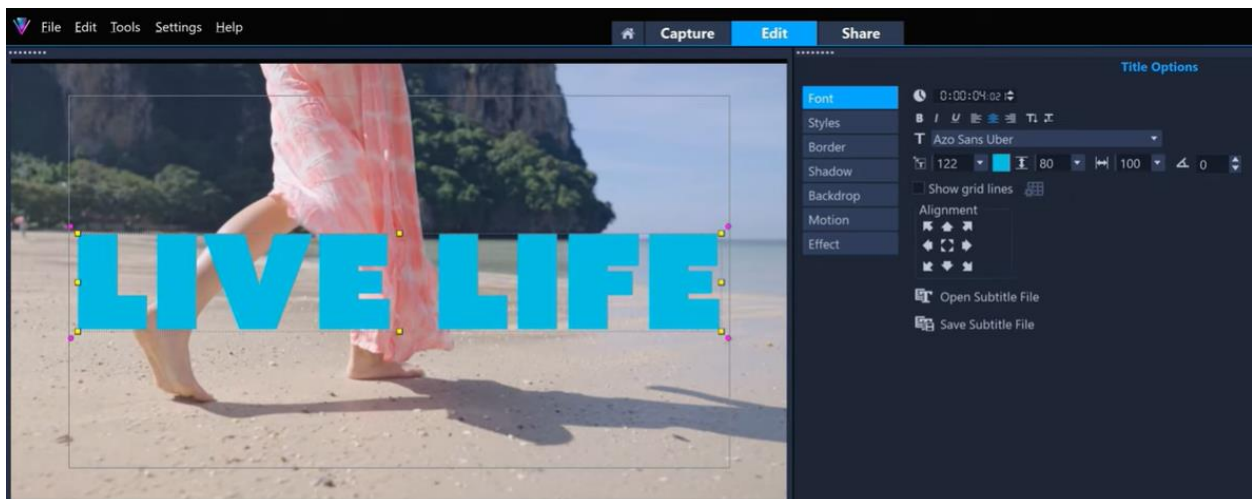 File Edit Tools Settings Help
Capture Edit Share
Title Options
Font
0:00:04:02
Styles
B I U
Border
T Azo Sans Uber
122 80 100 0
Shadow
Show grid lines
Backdrop
Alignment
Motion
Effect
Open Subtitle File
Save Subtitle File
LIVE LIFE